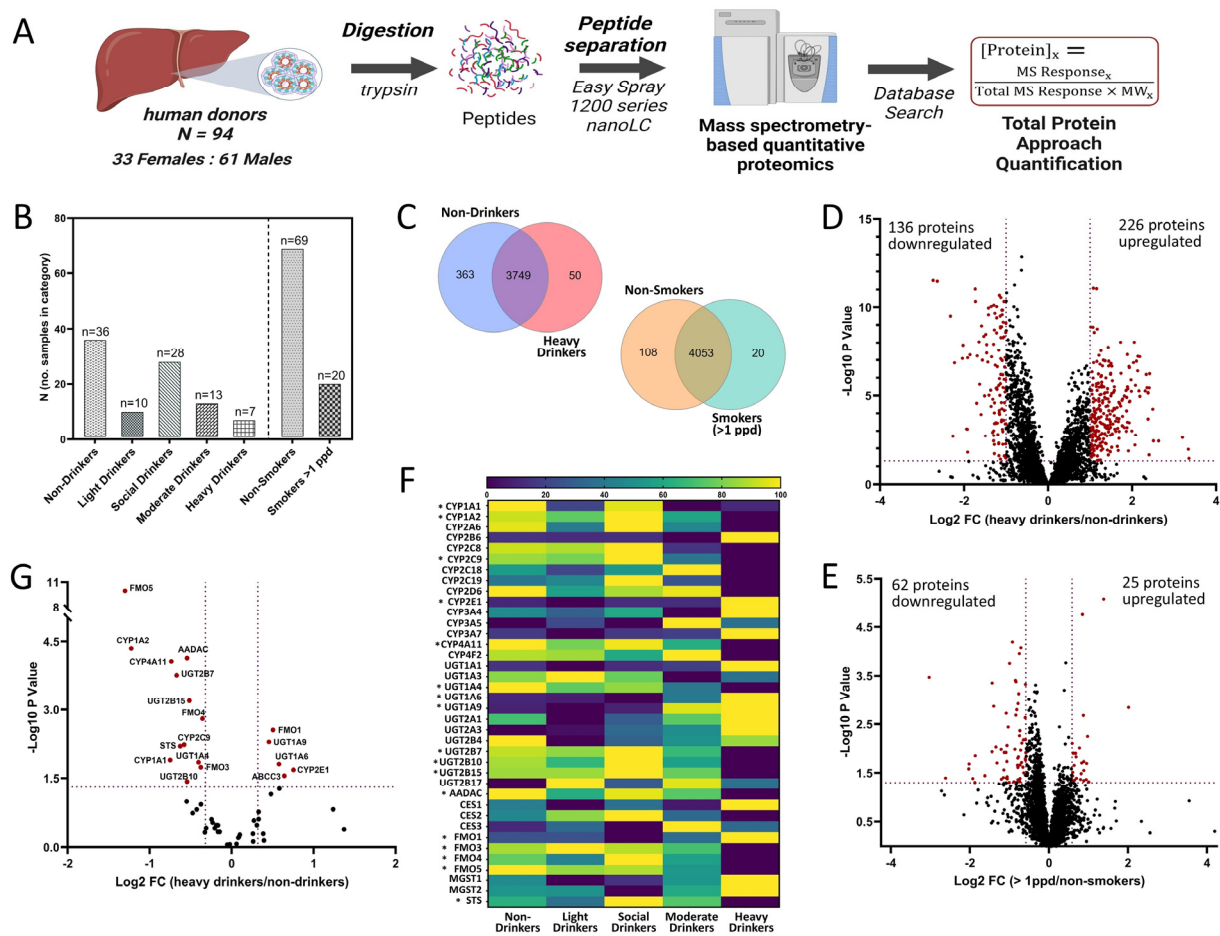 A
human donors
N = 94
33 Females : 61 Males
Digestion
trypsin
Peptides
Peptide
separation
Easy Spray
1200 series
nanoLC
Mass spectrometry-
based quantitative
proteomics
Database
Search
[Protein]x =
MS Responsex
Total MS Response × MWx
Total Protein
Approach
Quantification
B
N (no. samples in category)
80
60
40
20
0
n=36
n=10
n=28
n=13
n=7
n=69
n=20
Non-Drinkers
Light Drinkers
Social Drinkers
Moderate Drinkers
Heavy Drinkers
Non-Smokers
Smokers >1 ppd
C
Non-Drinkers
363
3749
50
Heavy
Drinkers
Non-Smokers
108
4053
20
Smokers
(>1 ppd)
D
136 proteins
downregulated
226 proteins
upregulated
-Log10 P Value
15
10
5
0
-4
-2
0
2
4
Log2 FC (heavy drinkers/non-drinkers)
E
62 proteins
downregulated
25 proteins
upregulated
-Log10 P Value
5.5
4.5
3.5
2.5
1.5
0.5
-4
-2
0
2
4
Log2 FC (> 1ppd/non-smokers)
F
0
20
40
60
80
100
* CYP1A1
* CYP1A2
CYP2A6
CYP2B6
CYP2C8
* CYP2C9
CYP2C18
CYP2C19
CYP2D6
* CYP2E1
CYP3A4
CYP3A5
CYP3A7
*CYP4A11
CYP4F2
UGT1A1
UGT1A3
* UGT1A4
* UGT1A6
* UGT1A9
UGT2A1
UGT2A3
UGT2B4
* UGT2B7
*UGT2B10
*UGT2B15
UGT2B17
* AADAC
CES1
CES2
CES3
* FMO1
* FMO3
* FMO4
* FMO5
MGST1
MGST2
* STS
Non-
Drinkers
Light
Drinkers
Social
Drinkers
Moderate
Drinkers
Heavy
Drinkers
G
-Log10 P Value
11
8
4.5
3.0
1.5
0.0
FMO5
CYP1A2
AADAC
CYP4A11
UGT2B7
UGT2B15
FMO4
CYP2C9
STS
UGT1A4
CYP1A1
FMO3
UGT2B10
FMO1
UGT1A9
UGT1A6
CYP2E1
ABCC3
-2
-1
0
1
2
Log2 FC (heavy drinkers/non-drinkers)